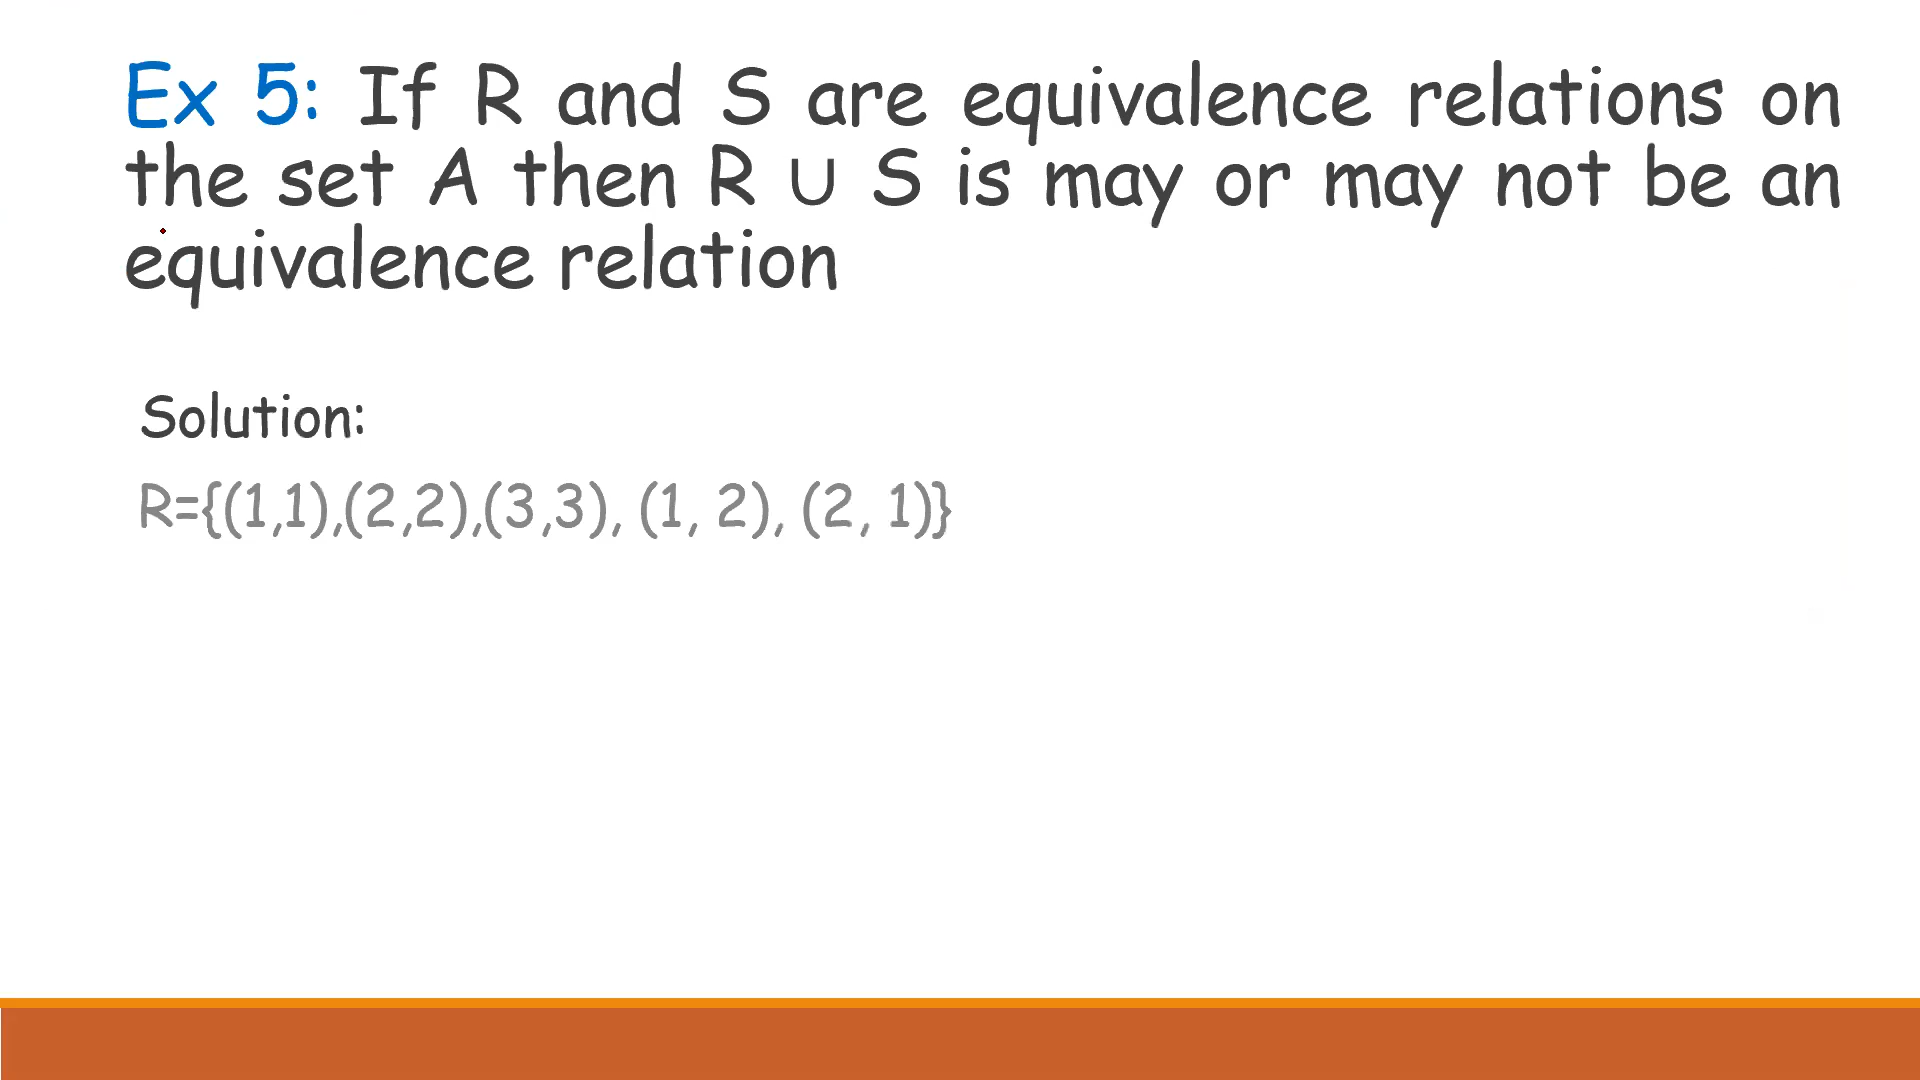 Ex 5: If R and S are equivalence relations on
the set A then R ∪ S is may or may not be an
equivalence relation
Solution:
R={(1,1),(2,2),(3,3), (1, 2), (2, 1)}